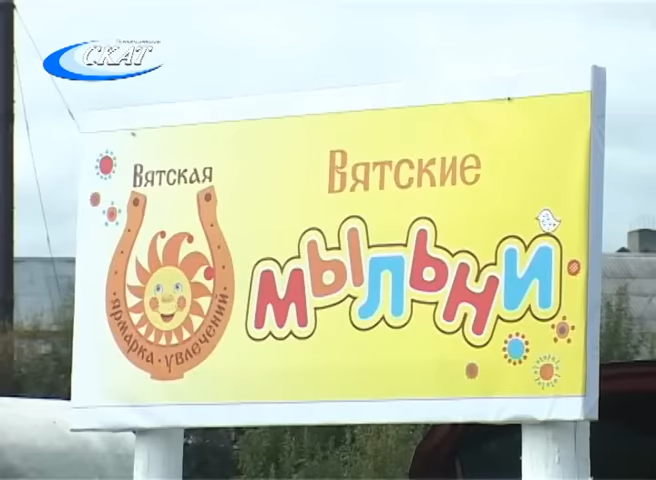 СКАТ
Вятская
Вятские
мыльни
ярмарка · увлечений